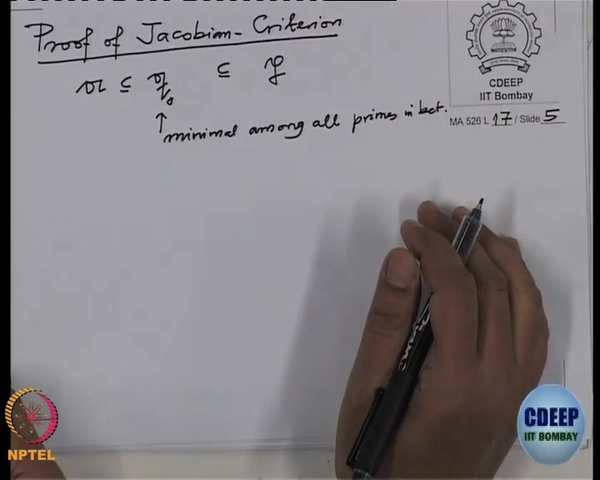 Proof of Jacobian-Criterion
𝔞 ⊆ 𝔭₀ ⊆ 𝔭
↑ minimal among all primes in bet.
CDEEP
IIT Bombay
MA 526 L 17 / Slide 5
NPTEL
CDEEP
IIT BOMBAY